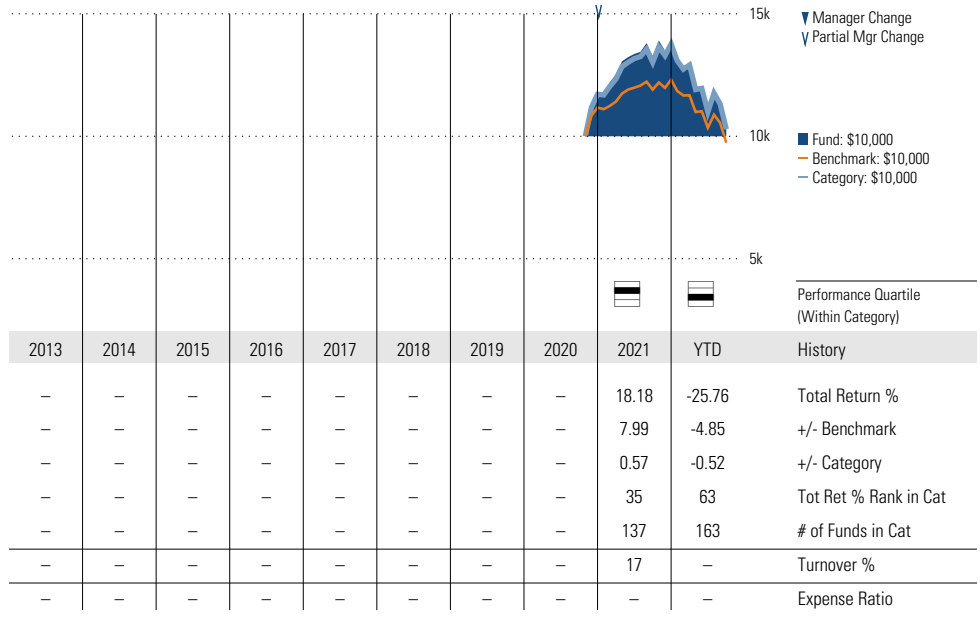 15k
▼ Manager Change
∨ Partial Mgr Change
10k
Fund: $10,000
Benchmark: $10,000
Category: $10,000
5k
Performance Quartile
(Within Category)
2013 2014 2015 2016 2017 2018 2019 2020 2021 YTD History
– – – – – – – – 18.18 -25.76 Total Return %
– – – – – – – – 7.99 -4.85 +/- Benchmark
– – – – – – – – 0.57 -0.52 +/- Category
– – – – – – – – 35 63 Tot Ret % Rank in Cat
– – – – – – – – 137 163 # of Funds in Cat
– – – – – – – – 17 – Turnover %
– – – – – – – – – – Expense Ratio